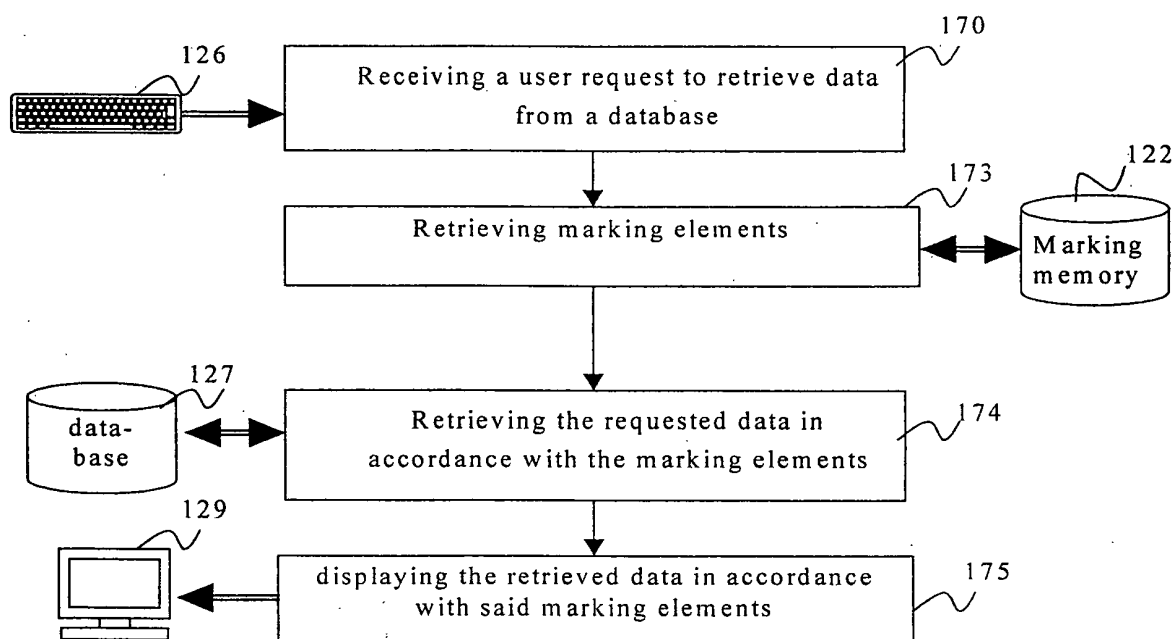 170
126
Receiving a user request to retrieve data
from a database
122
173
Retrieving marking elements
Marking
memory
127
data-
base
Retrieving the requested data in
accordance with the marking elements
174
129
displaying the retrieved data in accordance
with said marking elements
175